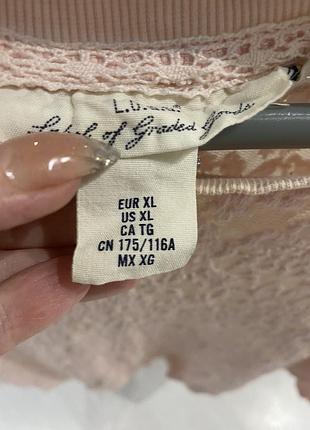 L.O.G.G.
Label of Graded Goods
EUR XL
US XL
CA TG
CN 175/116A
MX XG